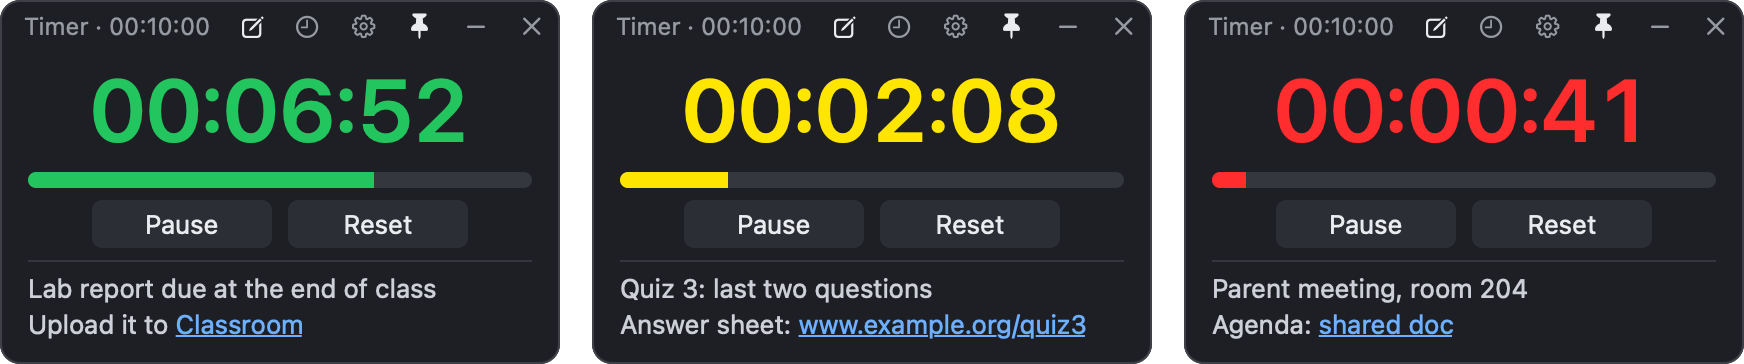 Timer · 00:10:00
00:06:52
Pause Reset
Lab report due at the end of class
Upload it to Classroom
Timer · 00:10:00
00:02:08
Pause Reset
Quiz 3: last two questions
Answer sheet: www.example.org/quiz3
Timer · 00:10:00
00:00:41
Pause Reset
Parent meeting, room 204
Agenda: shared doc